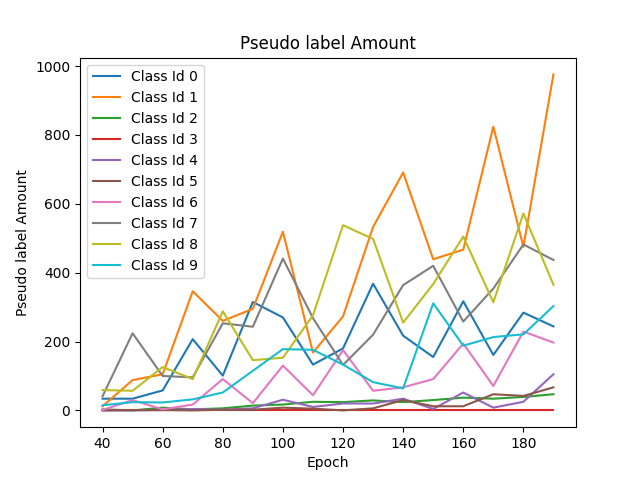 Pseudo label Amount
Pseudo label Amount
1000
800
600
400
200
0
Class Id 0
Class Id 1
Class Id 2
Class Id 3
Class Id 4
Class Id 5
Class Id 6
Class Id 7
Class Id 8
Class Id 9
40 60 80 100 120 140 160 180
Epoch